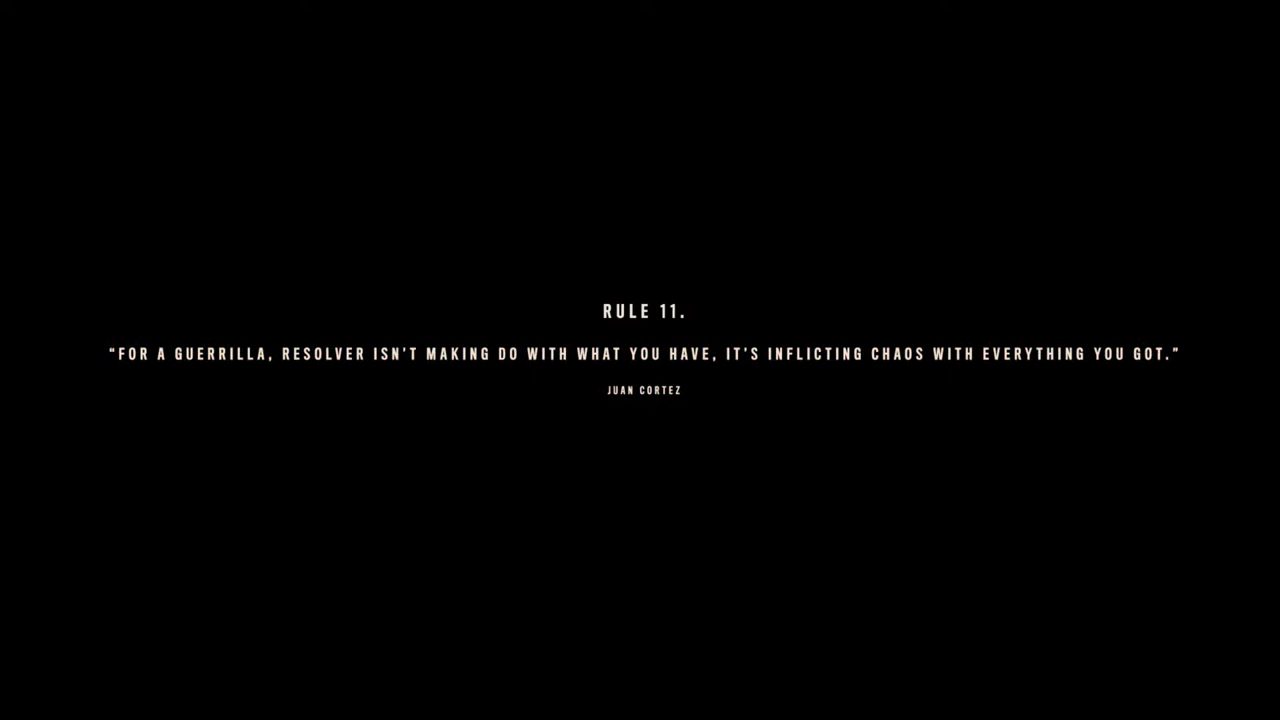 RULE 11.
“FOR A GUERRILLA, RESOLVER ISN’T MAKING DO WITH WHAT YOU HAVE, IT’S INFLICTING CHAOS WITH EVERYTHING YOU GOT.”
JUAN CORTEZ